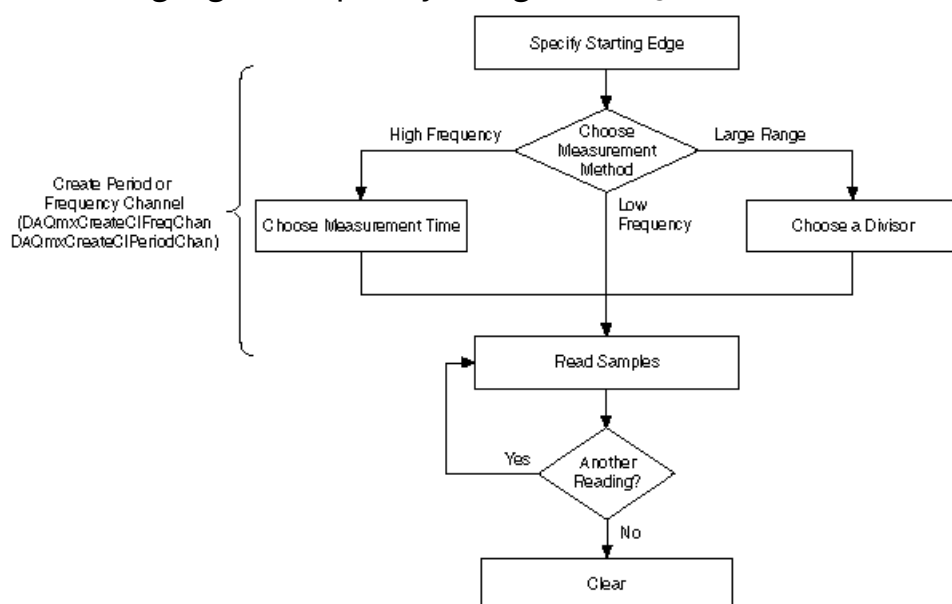 Specify Starting Edge
High Frequency
Choose
Measurement
Method
Large Range
Create Period or
Frequency Channel
(DAQmxCreateCIFreqChan
DAQmxCreateCIPeriodChan)
Choose Measurement Time
Low
Frequency
Choose a Divisor
Read Samples
Yes
Another
Reading?
No
Clear